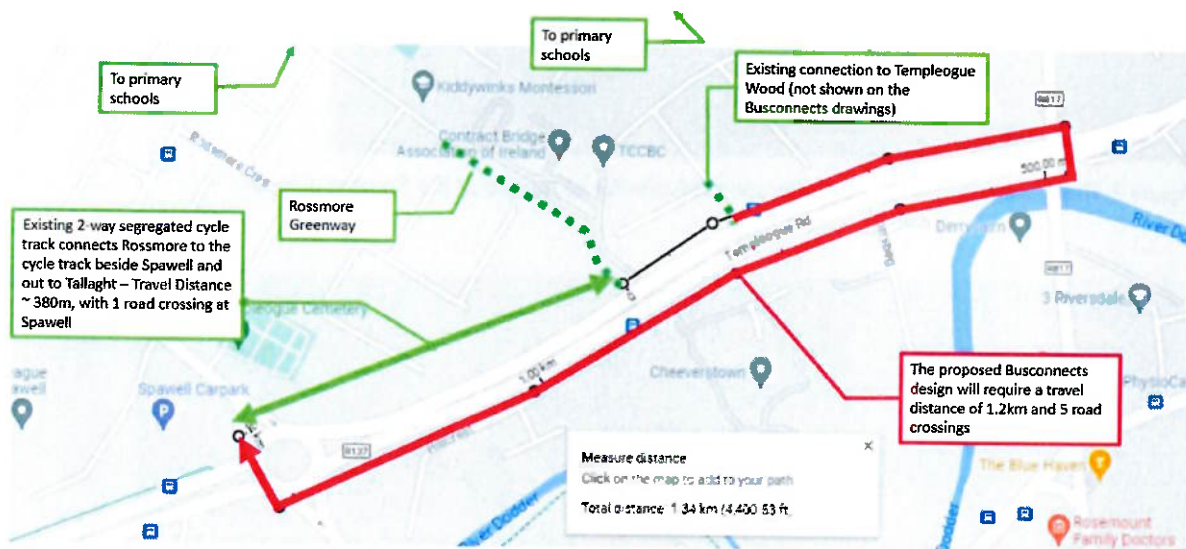 To primary
schools
To primary
schools
Existing connection to Templeogue
Wood (not shown on the
Busconnects drawings)
Kiddywinks Montessori
R817
Contract Bridge
Association of Ireland
TCCBC
500.00 m
Rossmore
Greenway
Templeogue Rd
River Dodder
Existing 2-way segregated cycle
track connects Rossmore to the
cycle track beside Spawell and
out to Tallaght – Travel Distance
~ 380m, with 1 road crossing at
Spawell
R817
3 Riversdale
Cemetery
1.00 km
Cheeverstown
Spawell Carpark
P
The proposed Busconnects
design will require a travel
distance of 1.2km and 5 road
crossings
R137
Measure distance
Click on the map to add to your path
Total distance: 1.34 km (4,400.53 ft
The Blue Haven
River Dodder
Rosemount
Family Doctors